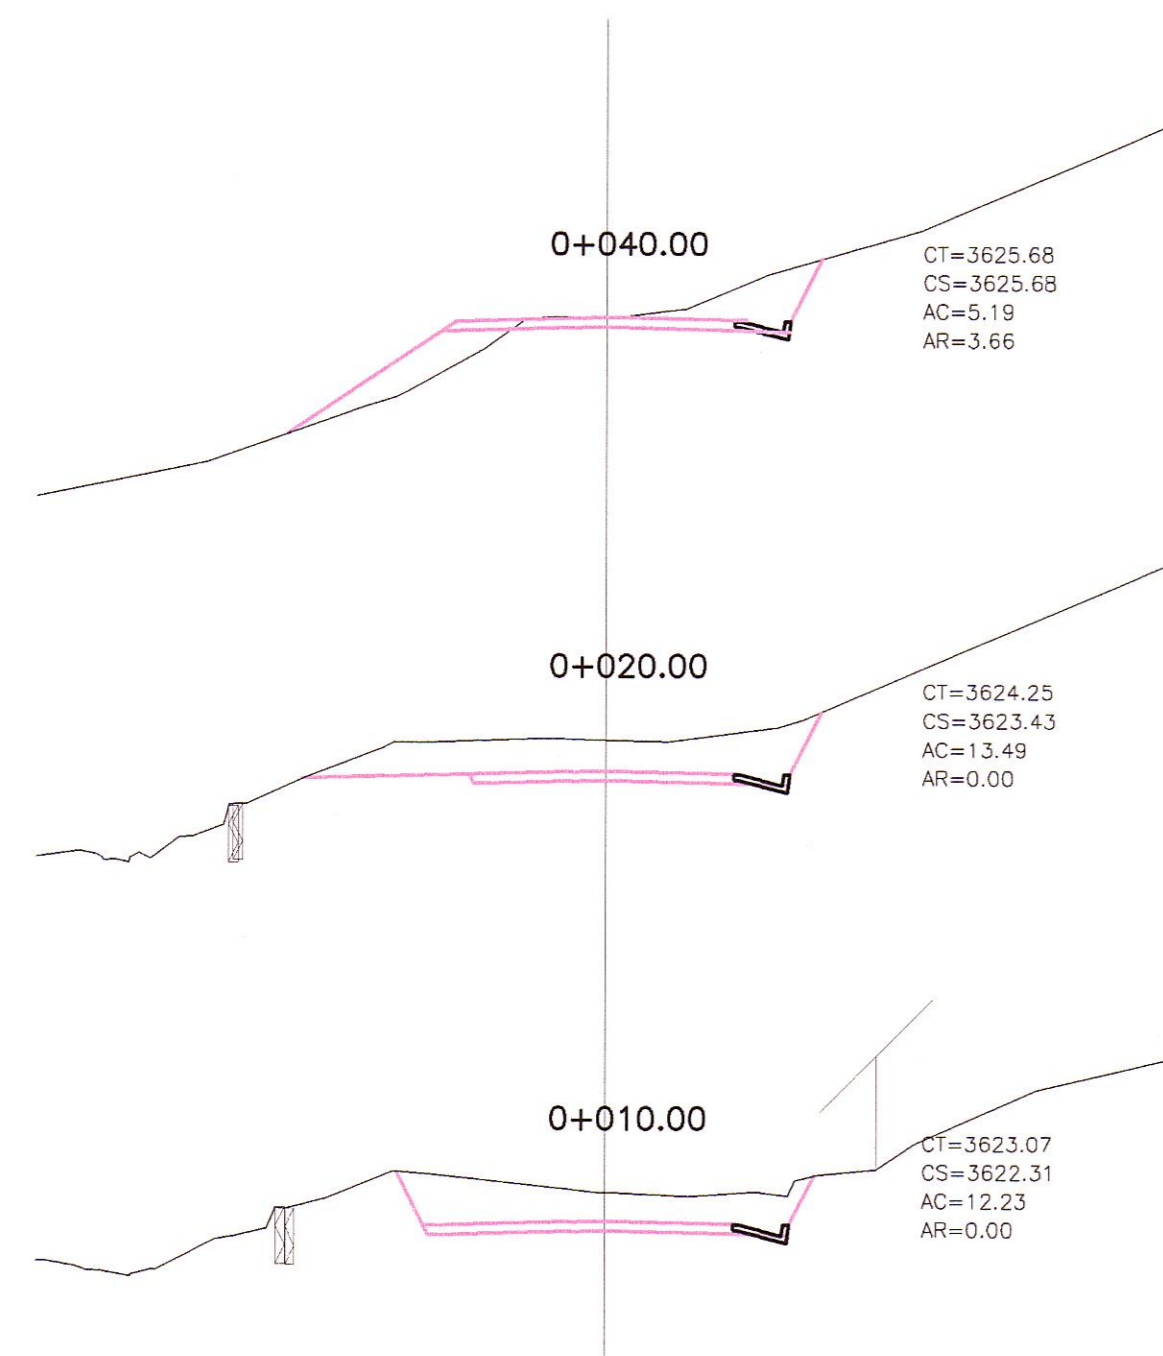 0+040.00
CT=3625.68
CS=3625.68
AC=5.19
AR=3.66
0+020.00
CT=3624.25
CS=3623.43
AC=13.49
AR=0.00
0+010.00
CT=3623.07
CS=3622.31
AC=12.23
AR=0.00